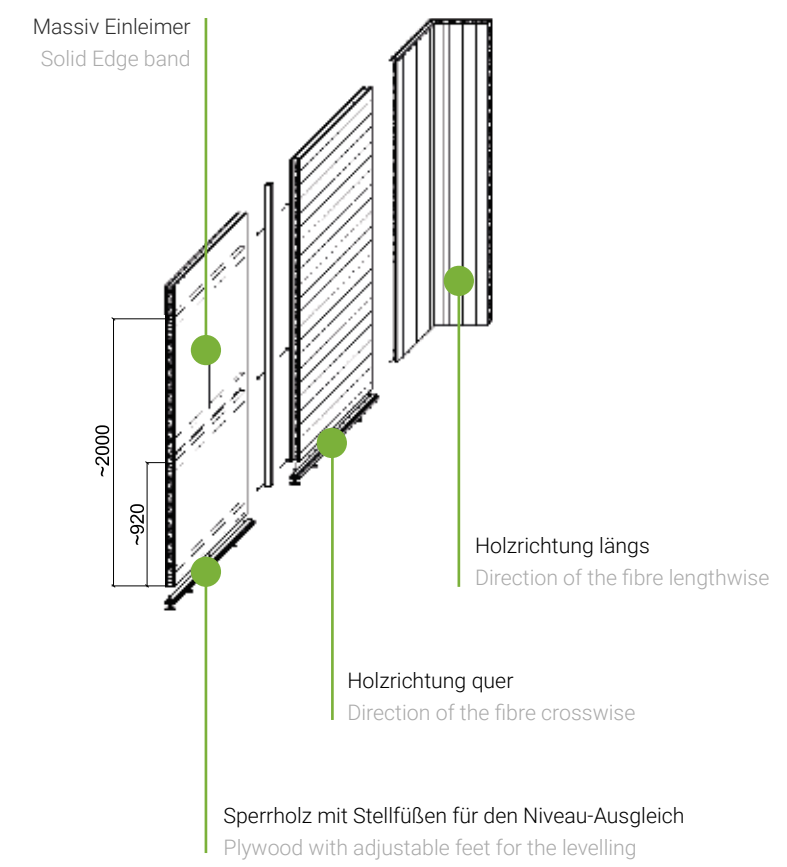 Massiv Einleimer
Solid Edge band
~2000
~920
Holzrichtung längs
Direction of the fibre lengthwise
Holzrichtung quer
Direction of the fibre crosswise
Sperrholz mit Stellfüßen für den Niveau-Ausgleich
Plywood with adjustable feet for the levelling